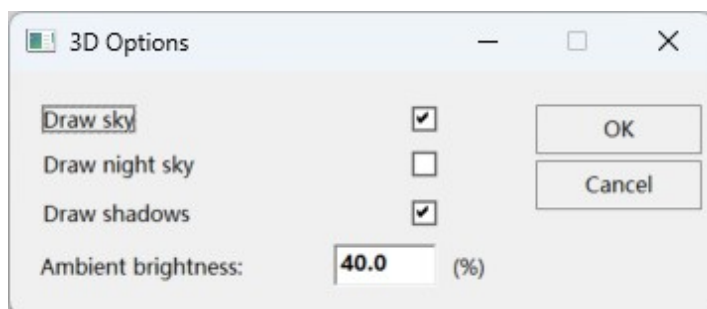 3D Options
Draw sky
OK
Draw night sky
Cancel
Draw shadows
Ambient brightness: 40.0 (%)